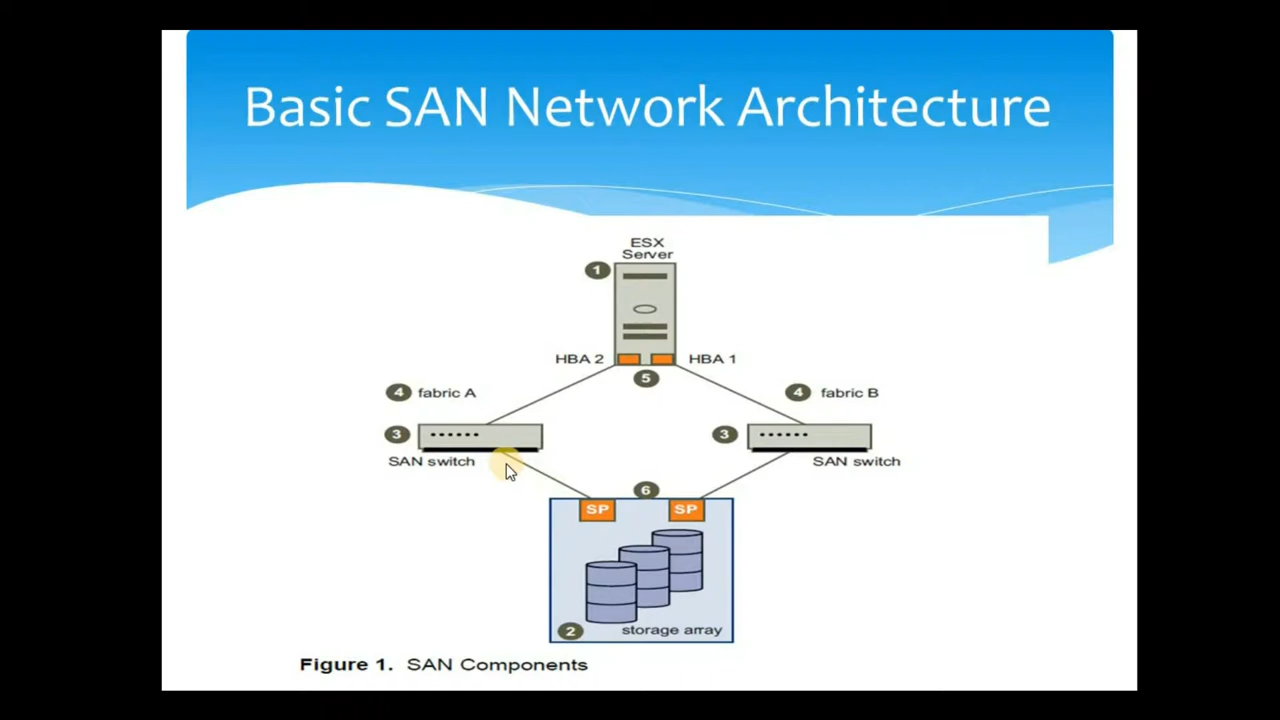 Basic SAN Network Architecture
ESX
Server
1
HBA 2
HBA 1
5
4 fabric A
4 fabric B
3
3
SAN switch
SAN switch
6
SP
SP
2
storage array
Figure 1. SAN Components